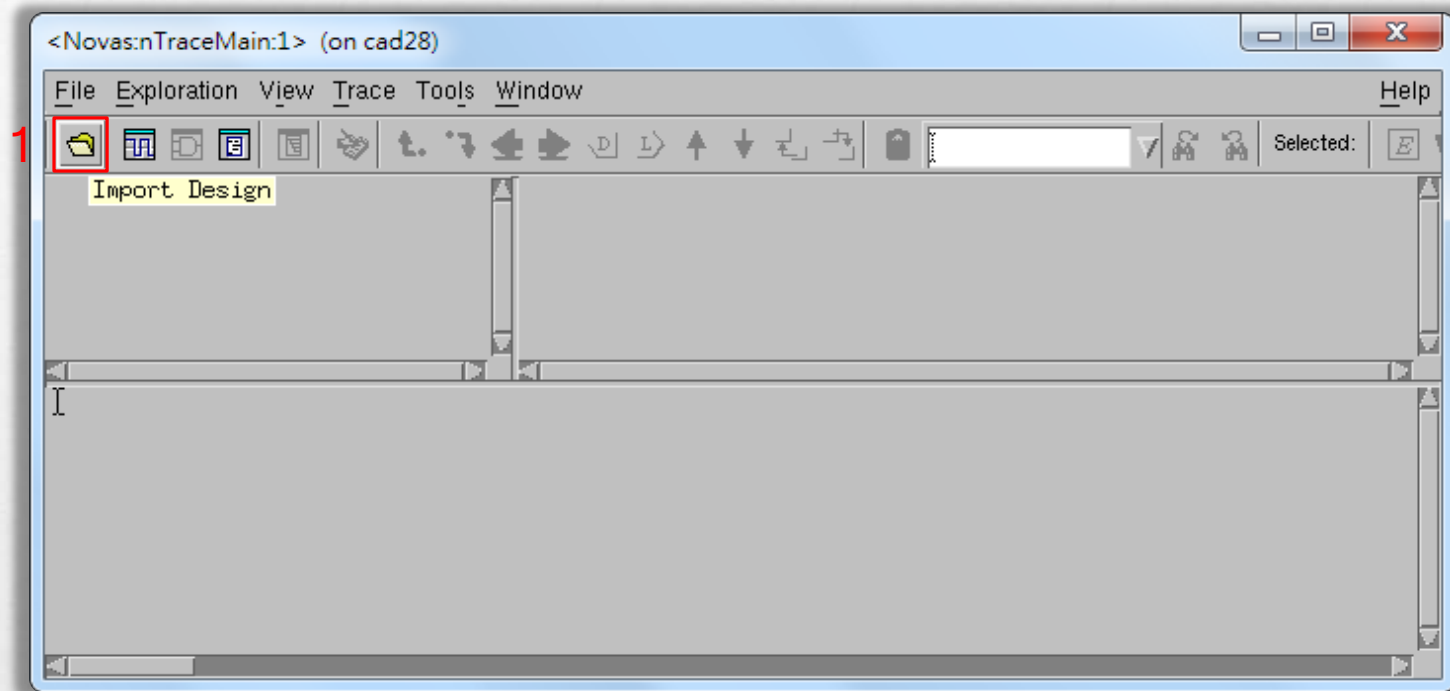 <Novas:nTraceMain:1> (on cad28)
File Exploration View Trace Tools Window Help
1 D L Selected: E
Import Design